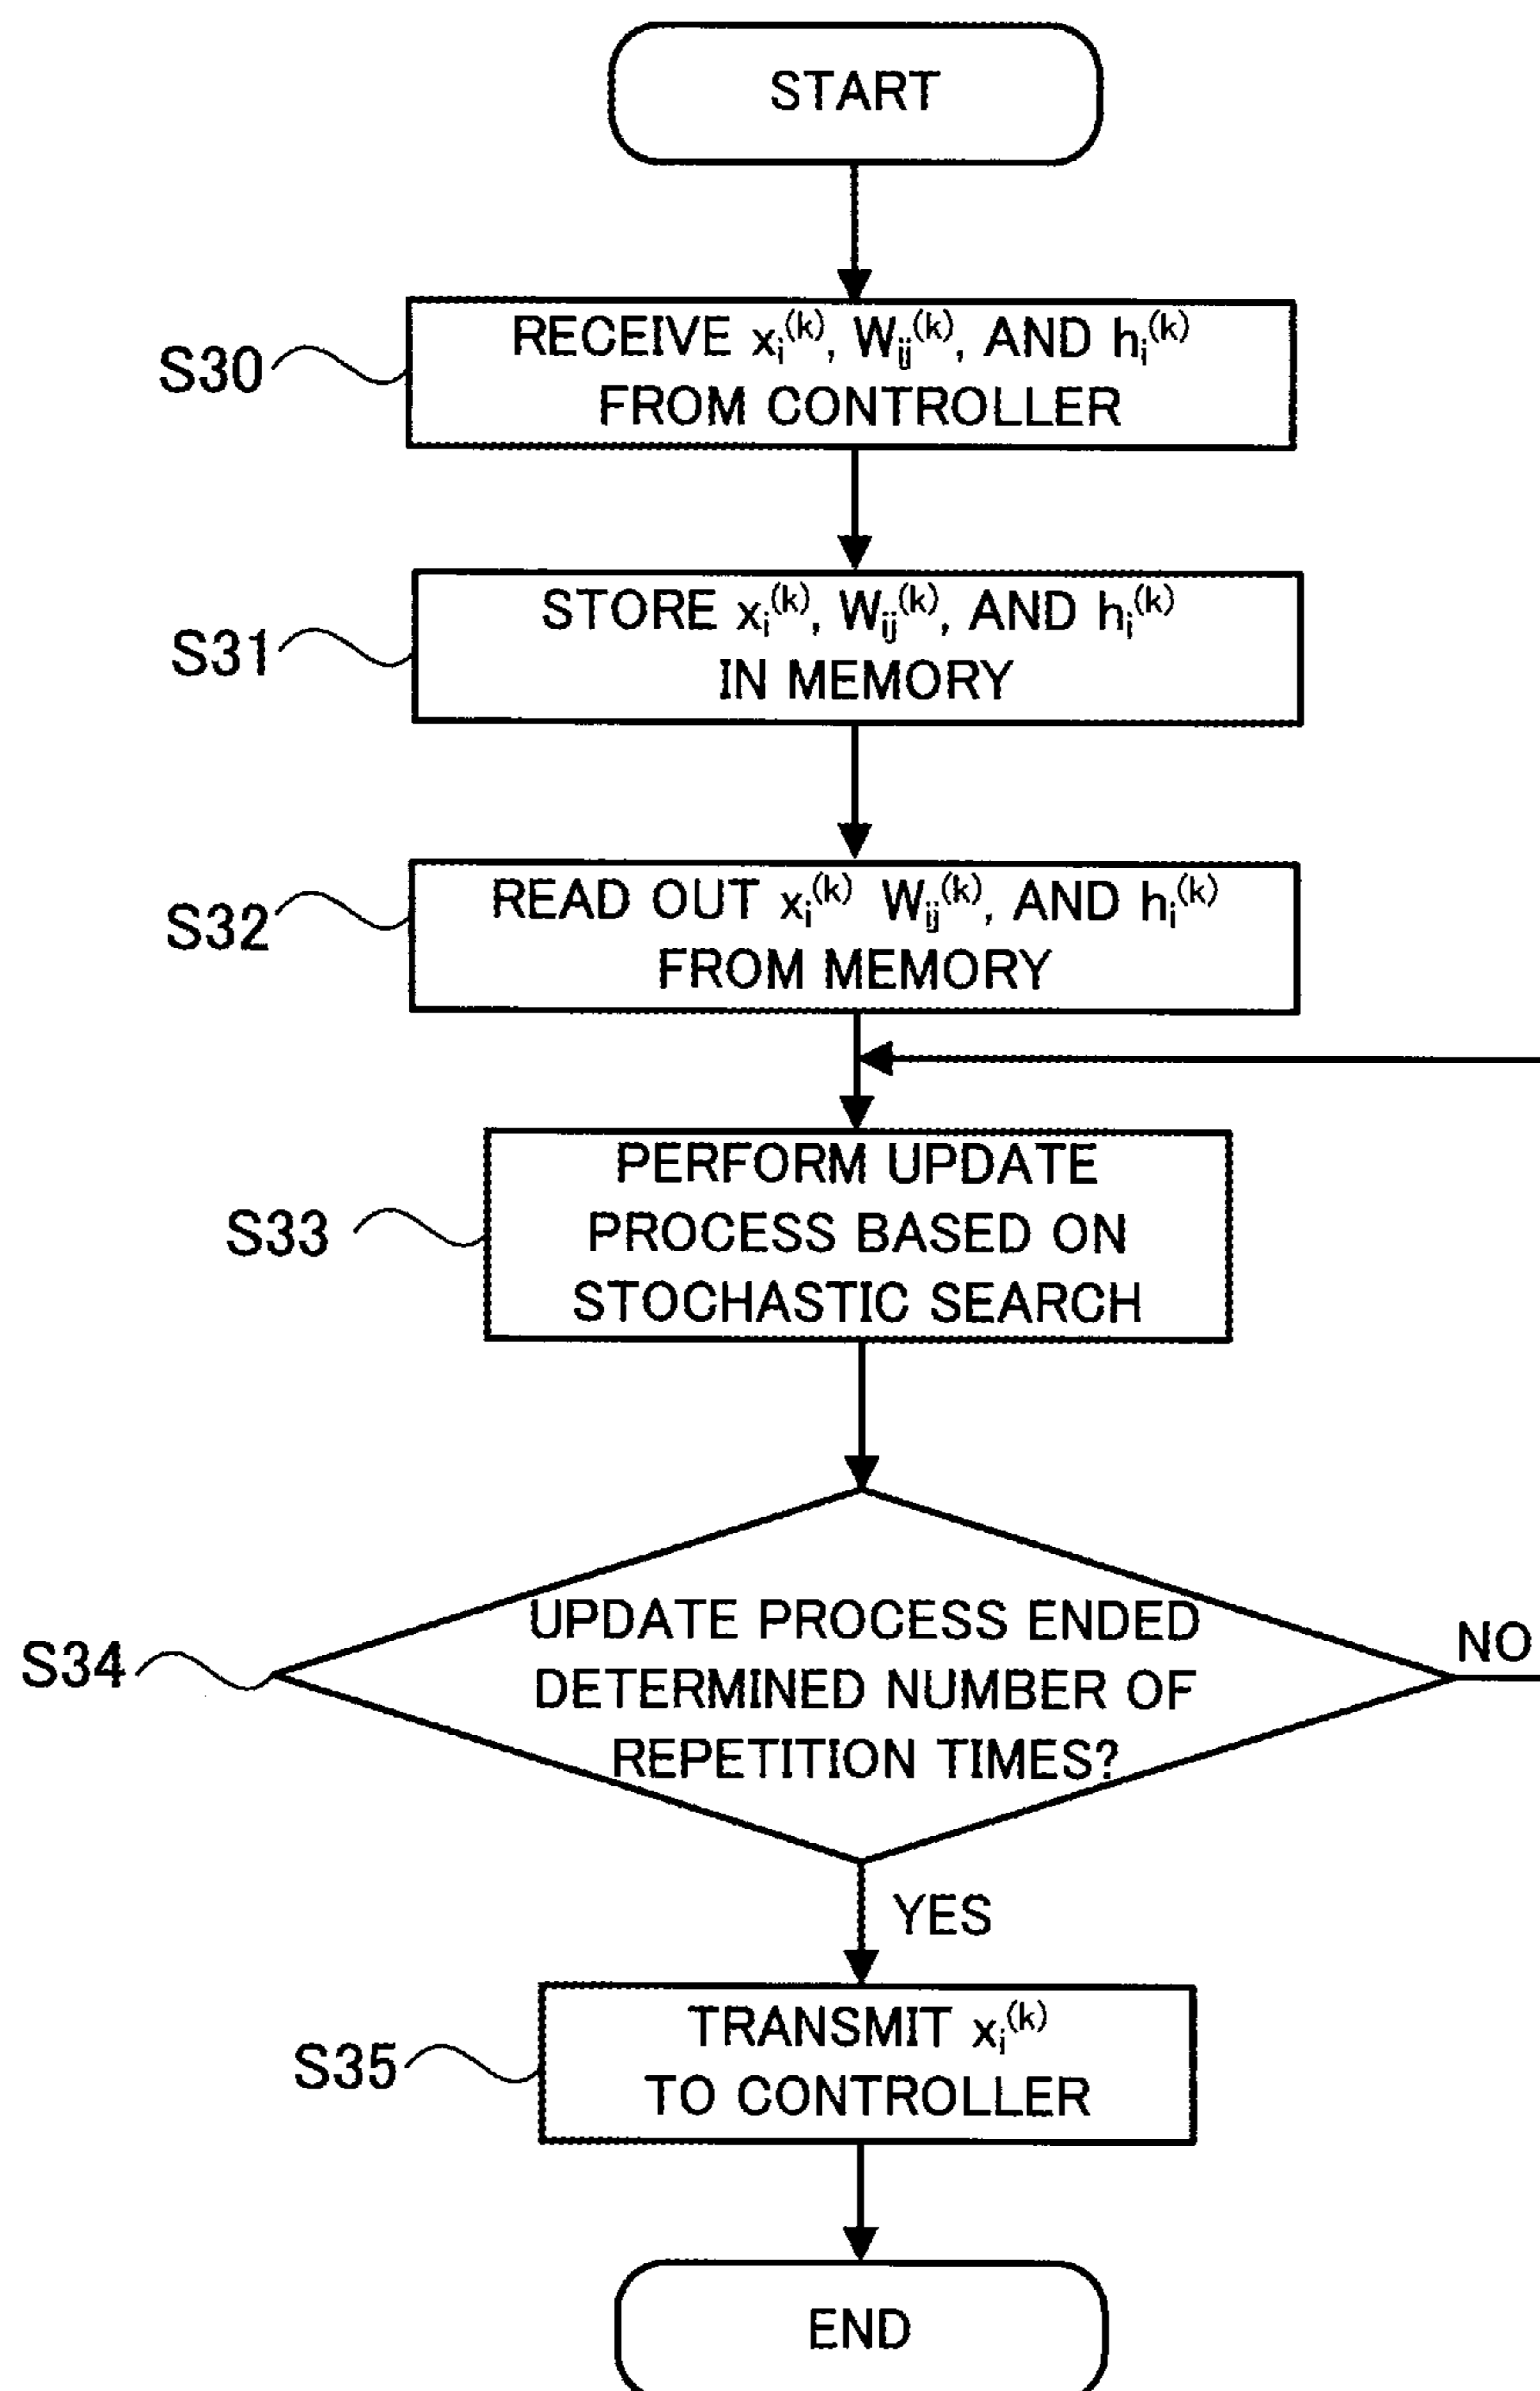 START
S30
RECEIVE xᵢ⁽ᵏ⁾, Wᵢⱼ⁽ᵏ⁾, AND hᵢ⁽ᵏ⁾
FROM CONTROLLER
S31
STORE xᵢ⁽ᵏ⁾, Wᵢⱼ⁽ᵏ⁾, AND hᵢ⁽ᵏ⁾
IN MEMORY
S32
READ OUT xᵢ⁽ᵏ⁾ Wᵢⱼ⁽ᵏ⁾, AND hᵢ⁽ᵏ⁾
FROM MEMORY
S33
PERFORM UPDATE
PROCESS BASED ON
STOCHASTIC SEARCH
S34
UPDATE PROCESS ENDED
DETERMINED NUMBER OF
REPETITION TIMES?
NO
YES
S35
TRANSMIT xᵢ⁽ᵏ⁾
TO CONTROLLER
END